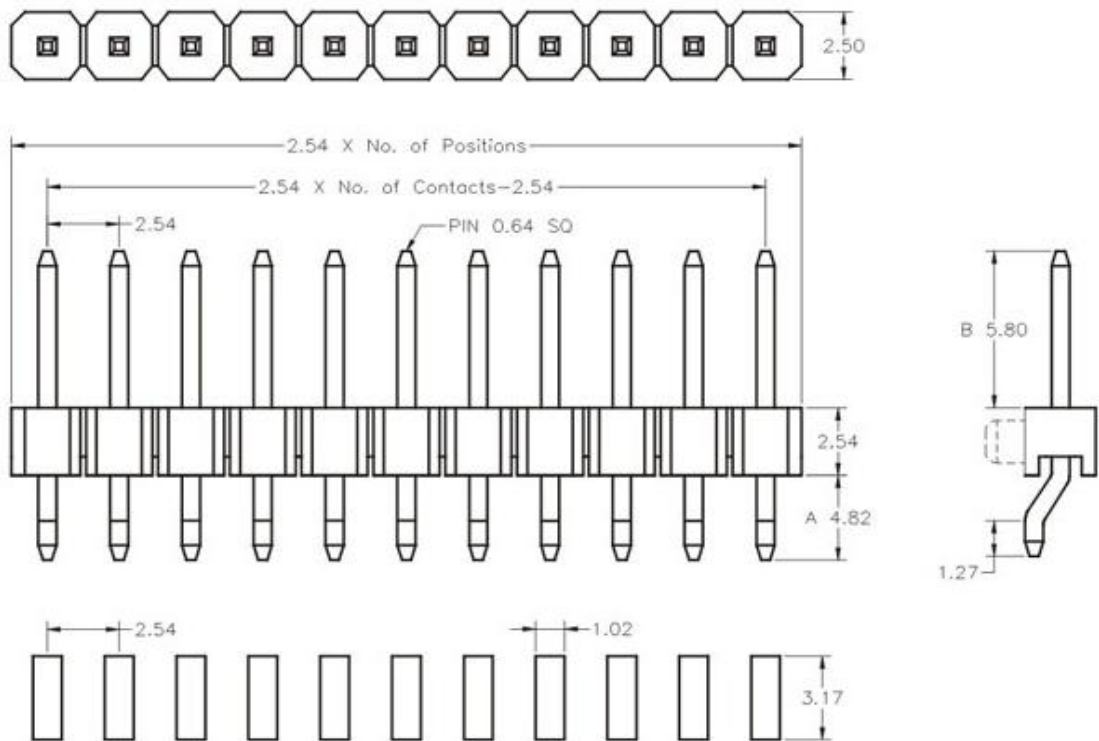 2.50
2.54 X No. of Positions
2.54 X No. of Contacts-2.54
2.54
PIN 0.64 SQ
B 5.80
2.54
A 4.82
1.27
2.54
1.02
3.17